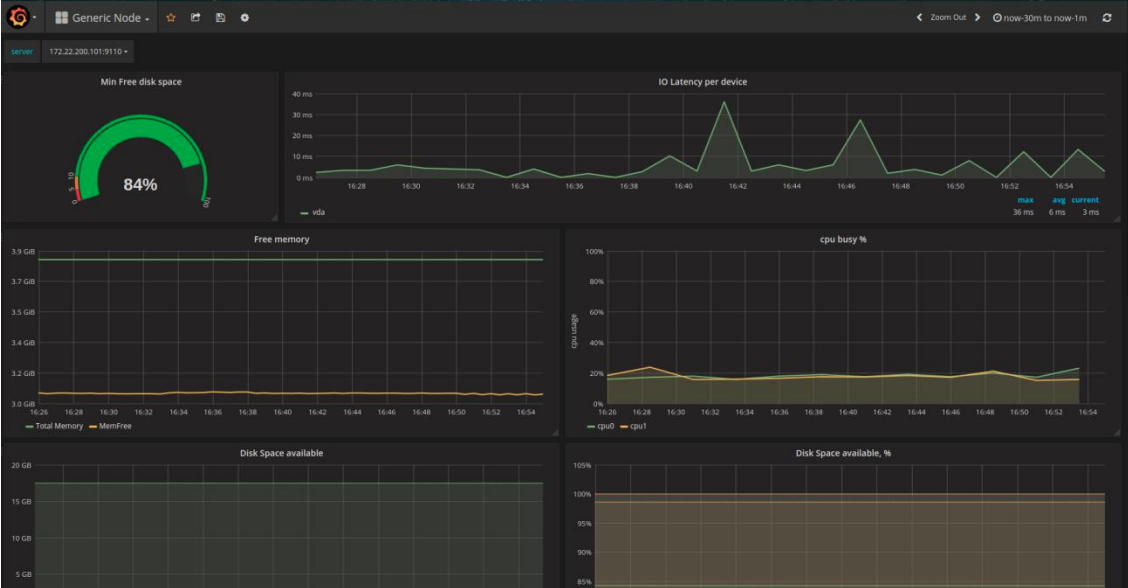 Generic Node
Zoom Out
now-30m to now-1m
server
172.22.200.101:9110
Min Free disk space
0
5
10
84%
IO Latency per device
40 ms
30 ms
20 ms
10 ms
0 ms
16:28 16:30 16:32 16:34 16:36 16:38 16:40 16:42 16:44 16:46 16:48 16:50 16:52 16:54
max avg current
vda 36 ms 6 ms 3 ms
Free memory
3.9 GiB
3.7 GiB
3.5 GiB
3.4 GiB
3.2 GiB
3.0 GiB
16:26 16:28 16:30 16:32 16:34 16:36 16:38 16:40 16:42 16:44 16:46 16:48 16:50 16:52 16:54
Total Memory MemFree
cpu busy %
cpu usage
100%
80%
60%
40%
20%
0%
16:26 16:28 16:30 16:32 16:34 16:36 16:38 16:40 16:42 16:44 16:46 16:48 16:50 16:52 16:54
cpu0 cpu1
Disk Space available
20 GB
15 GB
10 GB
5 GB
Disk Space available, %
105%
100%
95%
90%
85%